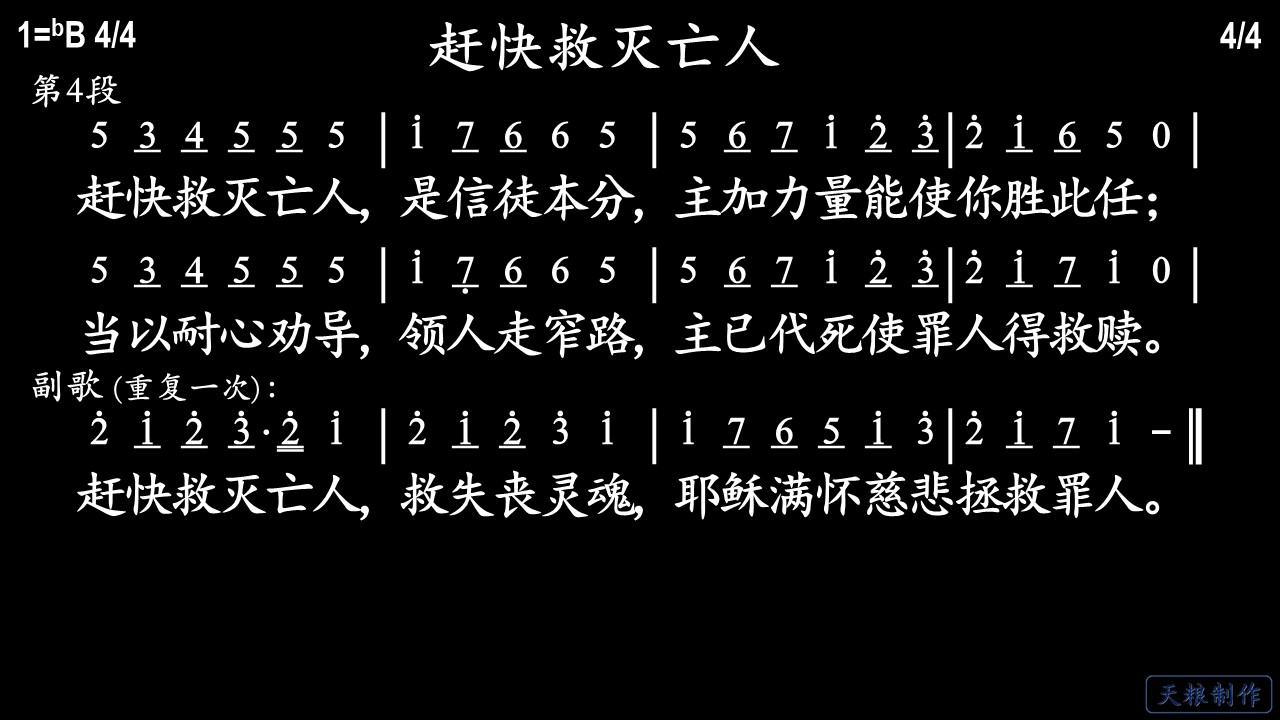 1=ᵇB 4/4
赶快救灭亡人
4/4
第4段
5 3̲ 4̲ 5̲ 5̲ 5 | i 7̲ 6̲ 6 5 | 5 6̲ 7̲ i 2̲̇ 3̲̇ | 2̇ i̲ 6̲ 5 0 |
赶快救灭亡人，是信徒本分，主加力量能使你胜此任；
5 3̲ 4̲ 5̲ 5̲ 5 | i 7̣̲ 6̲ 6 5 | 5 6̲ 7̲ i 2̲̇ 3̲̇ | 2̇ i̲ 7̲ i 0 |
当以耐心劝导，领人走窄路，主已代死使罪人得救赎。
副歌 (重复一次)：
2̇ i̲ 2̲̇ 3̲̇· 2̳̇ i | 2̇ i̲ 2̲̇ 3̇ i | i 7̲ 6̲ 5̲ i̲ 3̇ | 2̇ i̲ 7̲ i − ‖
赶快救灭亡人，救失丧灵魂，耶稣满怀慈悲拯救罪人。
天粮制作